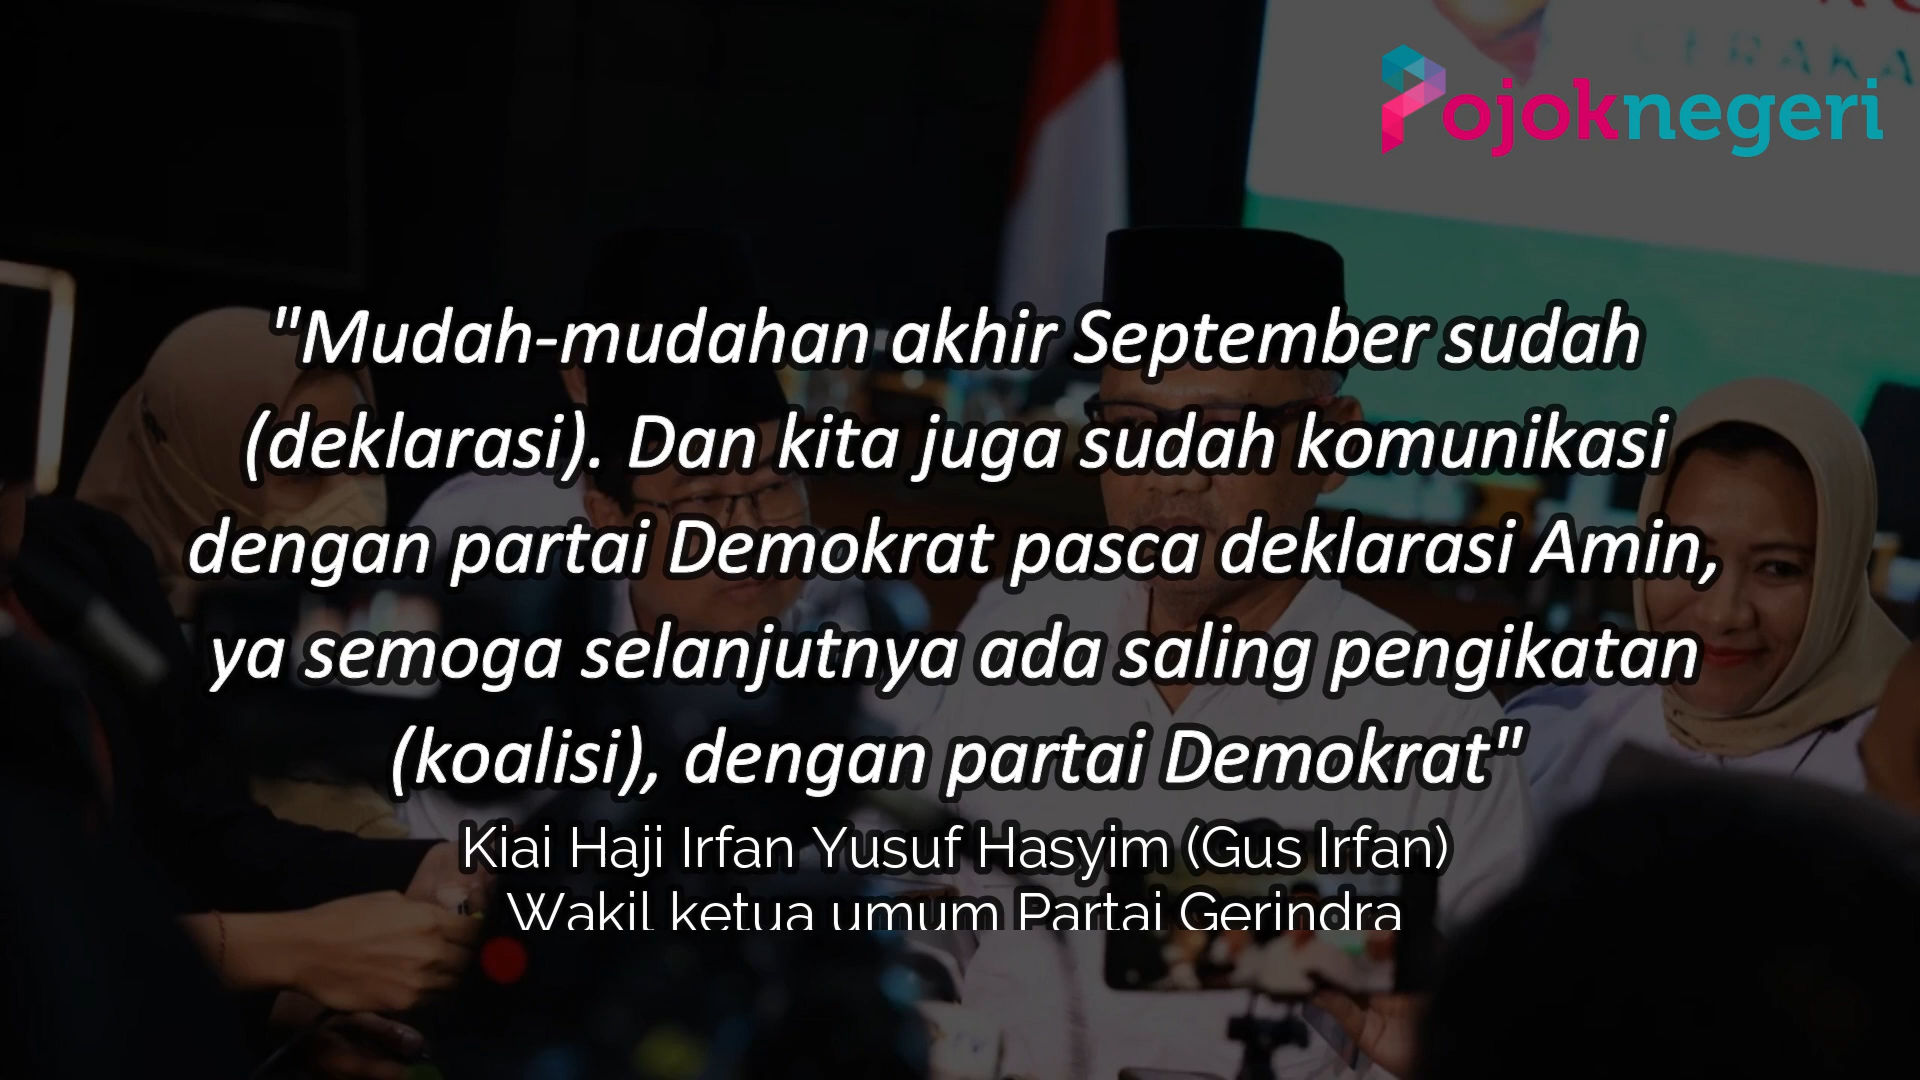 Pojoknegeri
"Mudah-mudahan akhir September sudah
(deklarasi). Dan kita juga sudah komunikasi
dengan partai Demokrat pasca deklarasi Amin,
ya semoga selanjutnya ada saling pengikatan
(koalisi), dengan partai Demokrat"
Kiai Haji Irfan Yusuf Hasyim (Gus Irfan)
Wakil ketua umum Partai Gerindra